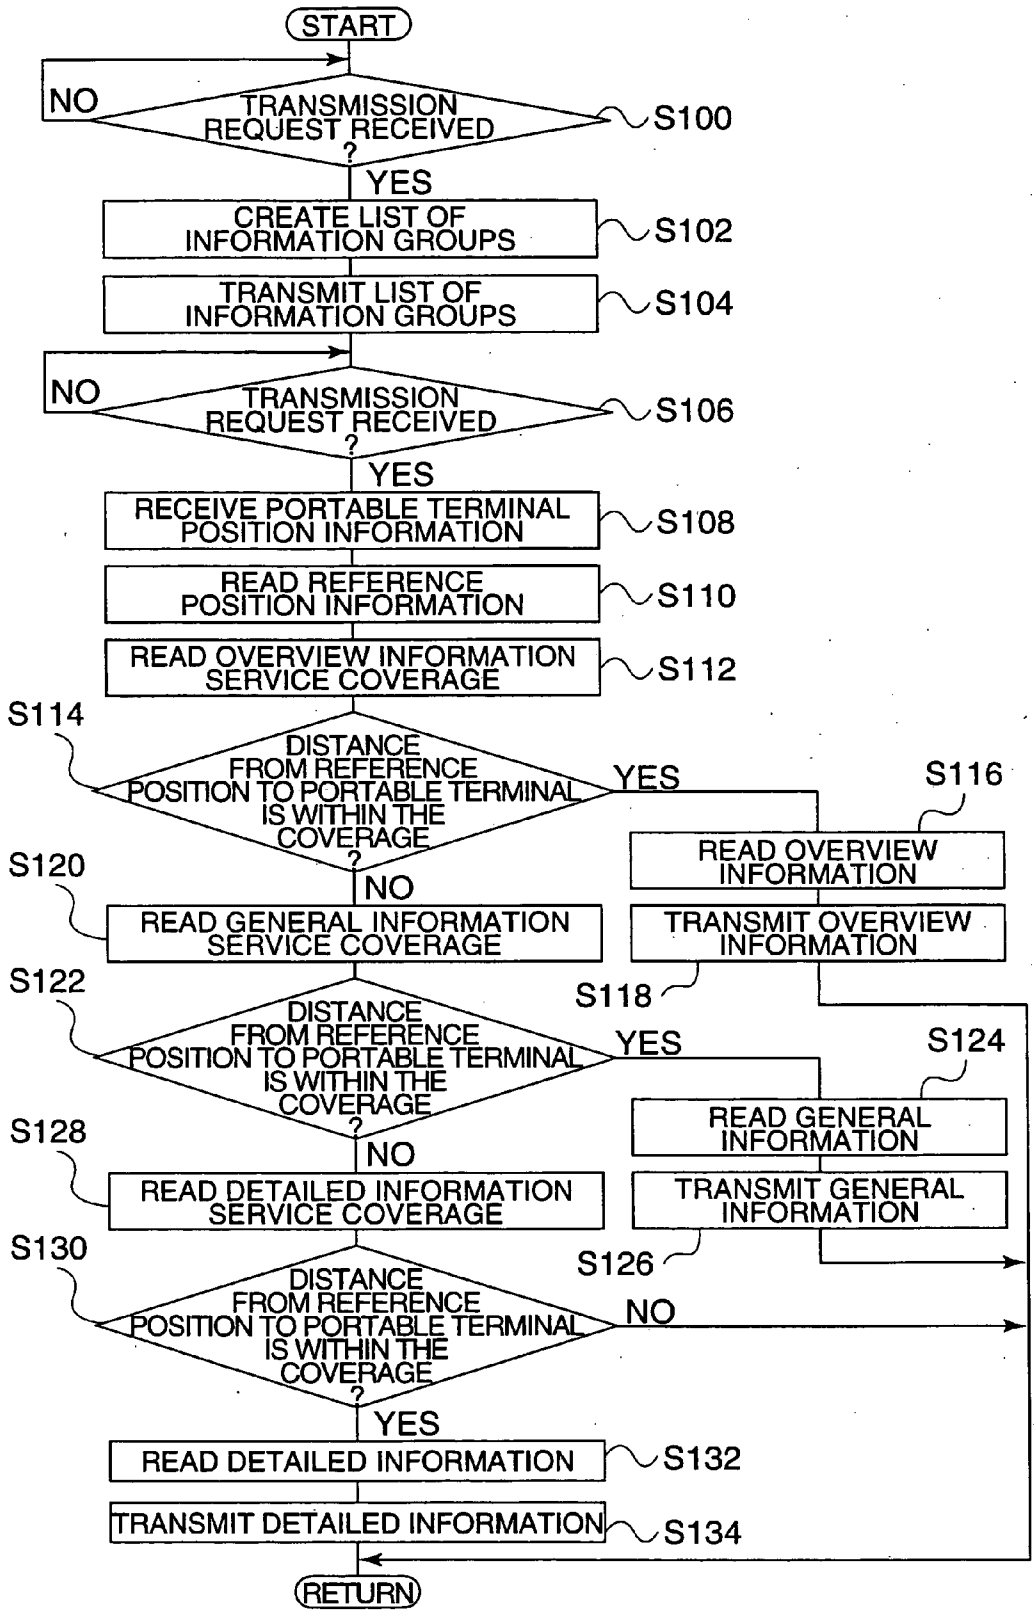 START
NO
TRANSMISSION
REQUEST RECEIVED
?
S100
YES
CREATE LIST OF
INFORMATION GROUPS
S102
TRANSMIT LIST OF
INFORMATION GROUPS
S104
NO
TRANSMISSION
REQUEST RECEIVED
?
S106
YES
RECEIVE PORTABLE TERMINAL
POSITION INFORMATION
S108
READ REFERENCE
POSITION INFORMATION
S110
READ OVERVIEW INFORMATION
SERVICE COVERAGE
S112
S114
DISTANCE
FROM REFERENCE
POSITION TO PORTABLE TERMINAL
IS WITHIN THE
COVERAGE
?
YES
S116
READ OVERVIEW
INFORMATION
TRANSMIT OVERVIEW
INFORMATION
S118
NO
S120
READ GENERAL INFORMATION
SERVICE COVERAGE
S122
DISTANCE
FROM REFERENCE
POSITION TO PORTABLE TERMINAL
IS WITHIN THE
COVERAGE
?
YES
S124
READ GENERAL
INFORMATION
TRANSMIT GENERAL
INFORMATION
S126
NO
S128
READ DETAILED INFORMATION
SERVICE COVERAGE
S130
DISTANCE
FROM REFERENCE
POSITION TO PORTABLE TERMINAL
IS WITHIN THE
COVERAGE
?
NO
YES
READ DETAILED INFORMATION
S132
TRANSMIT DETAILED INFORMATION
S134
RETURN